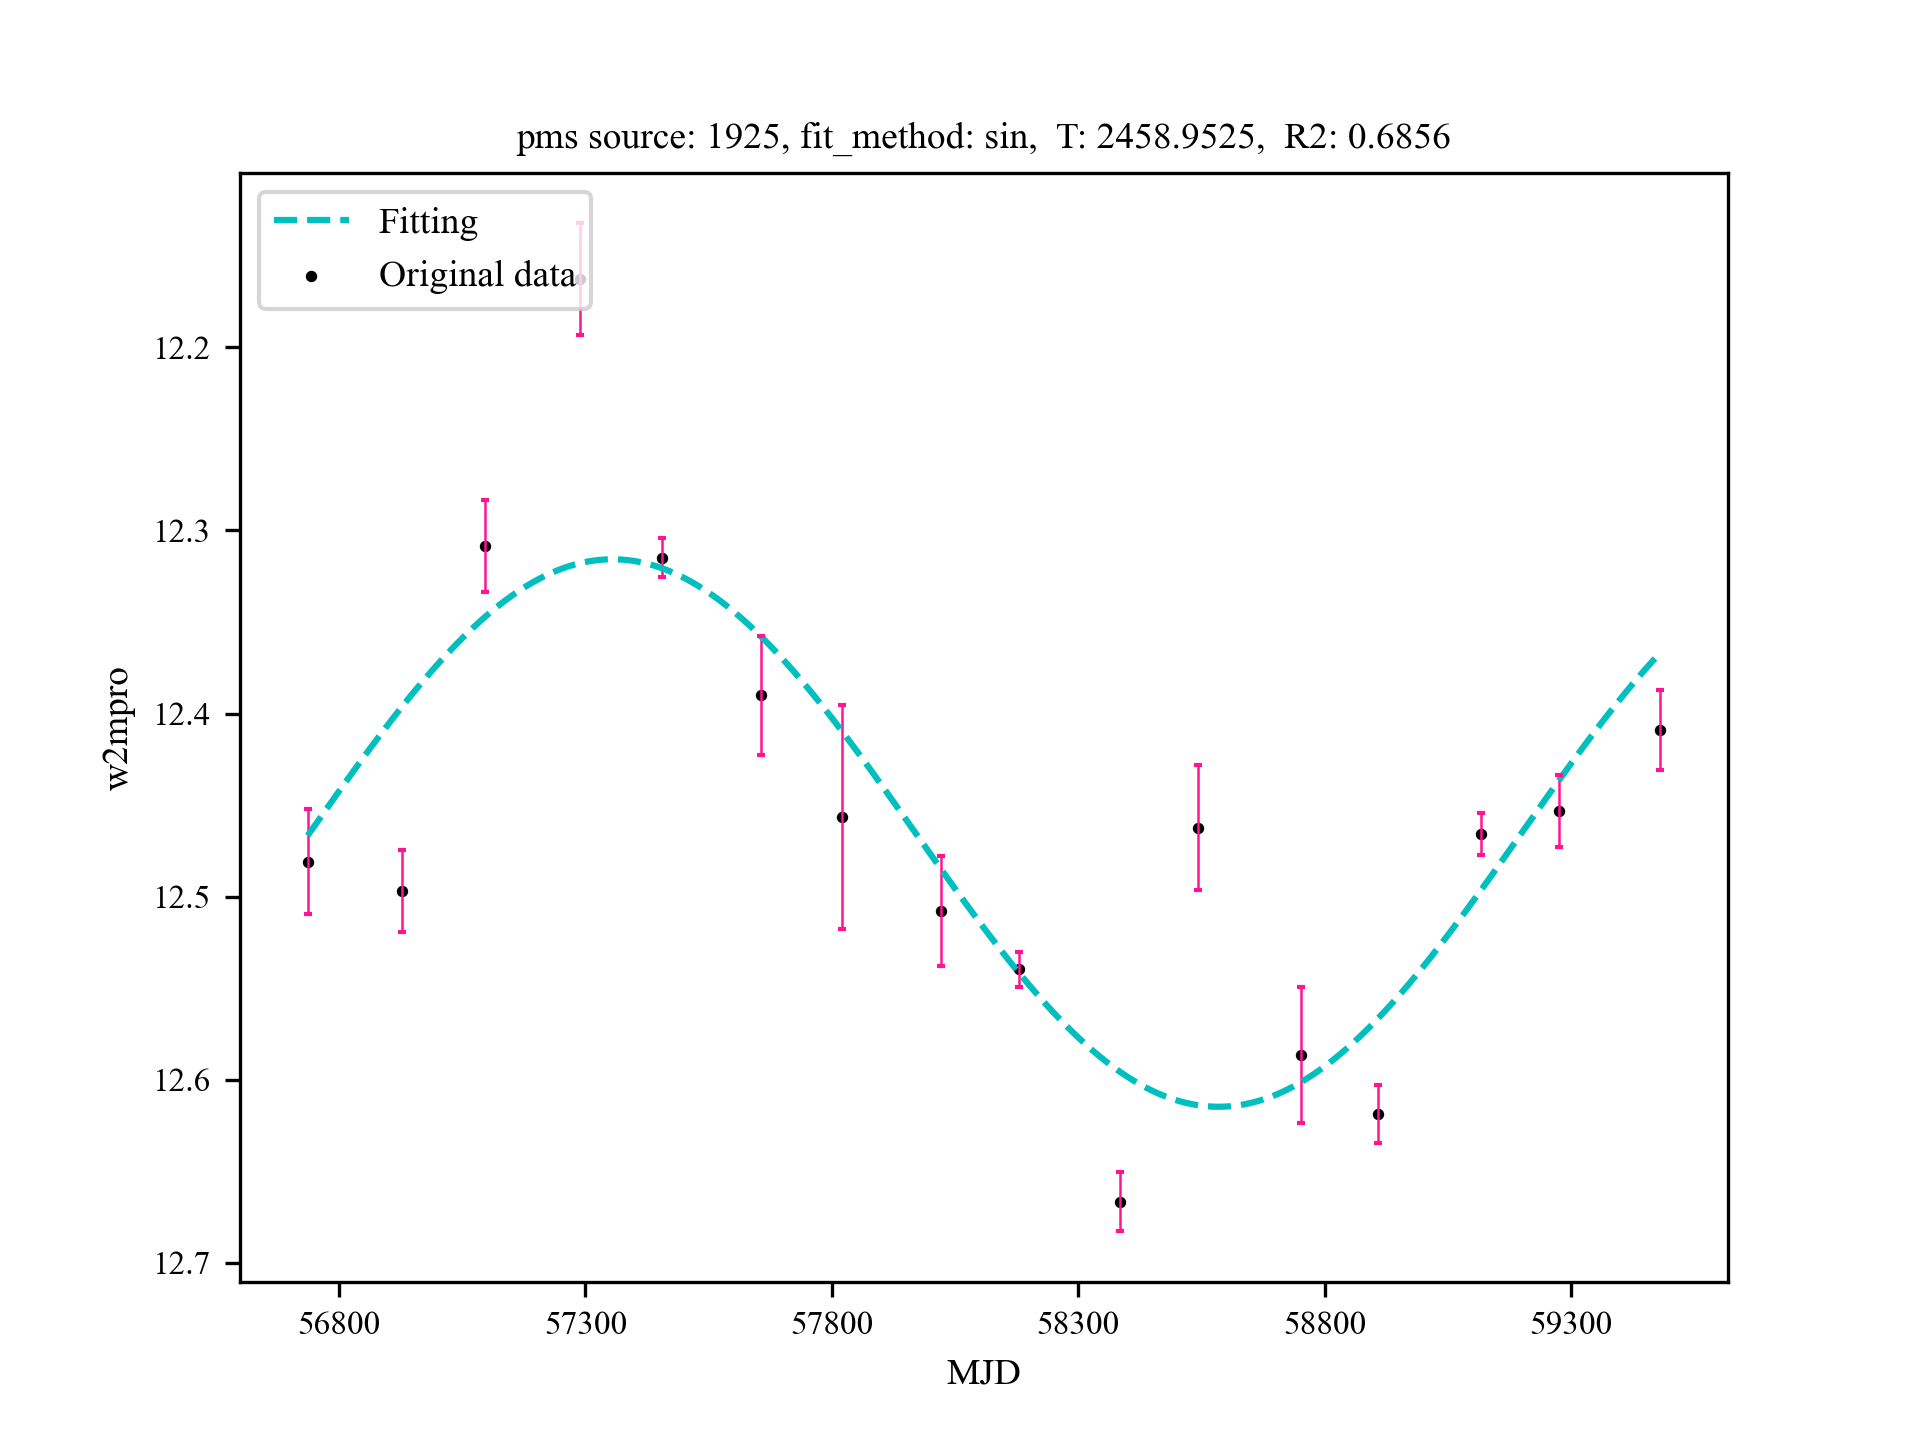 pms source: 1925, fit_method: sin,  T: 2458.9525,  R2: 0.6856
Fitting
Original data
w2mpro
12.2
12.3
12.4
12.5
12.6
12.7
56800 57300 57800 58300 58800 59300
MJD